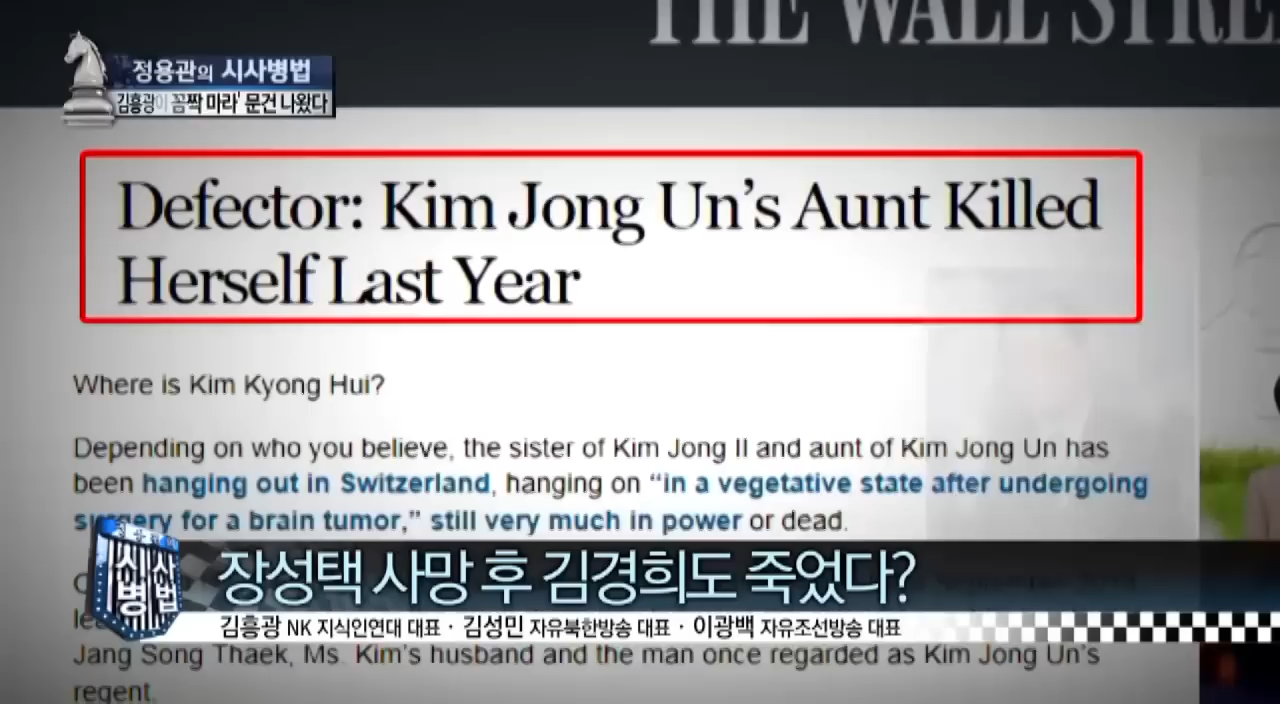 THE WALL STRE
정용관의 시사병법
김흥광이 꼼짝 마라' 문건 나왔다
Defector: Kim Jong Un's Aunt Killed
Herself Last Year
Where is Kim Kyong Hui?
Depending on who you believe, the sister of Kim Jong Il and aunt of Kim Jong Un has
been hanging out in Switzerland, hanging on “in a vegetative state after undergoing
surgery for a brain tumor,” still very much in power or dead.
시사
병법
장성택 사망 후 김경희도 죽었다?
김흥광 NK 지식인연대 대표 · 김성민 자유북한방송 대표 · 이광백 자유조선방송 대표
Jang Song Thaek, Ms. Kim's husband and the man once regarded as Kim Jong Un's
regent.